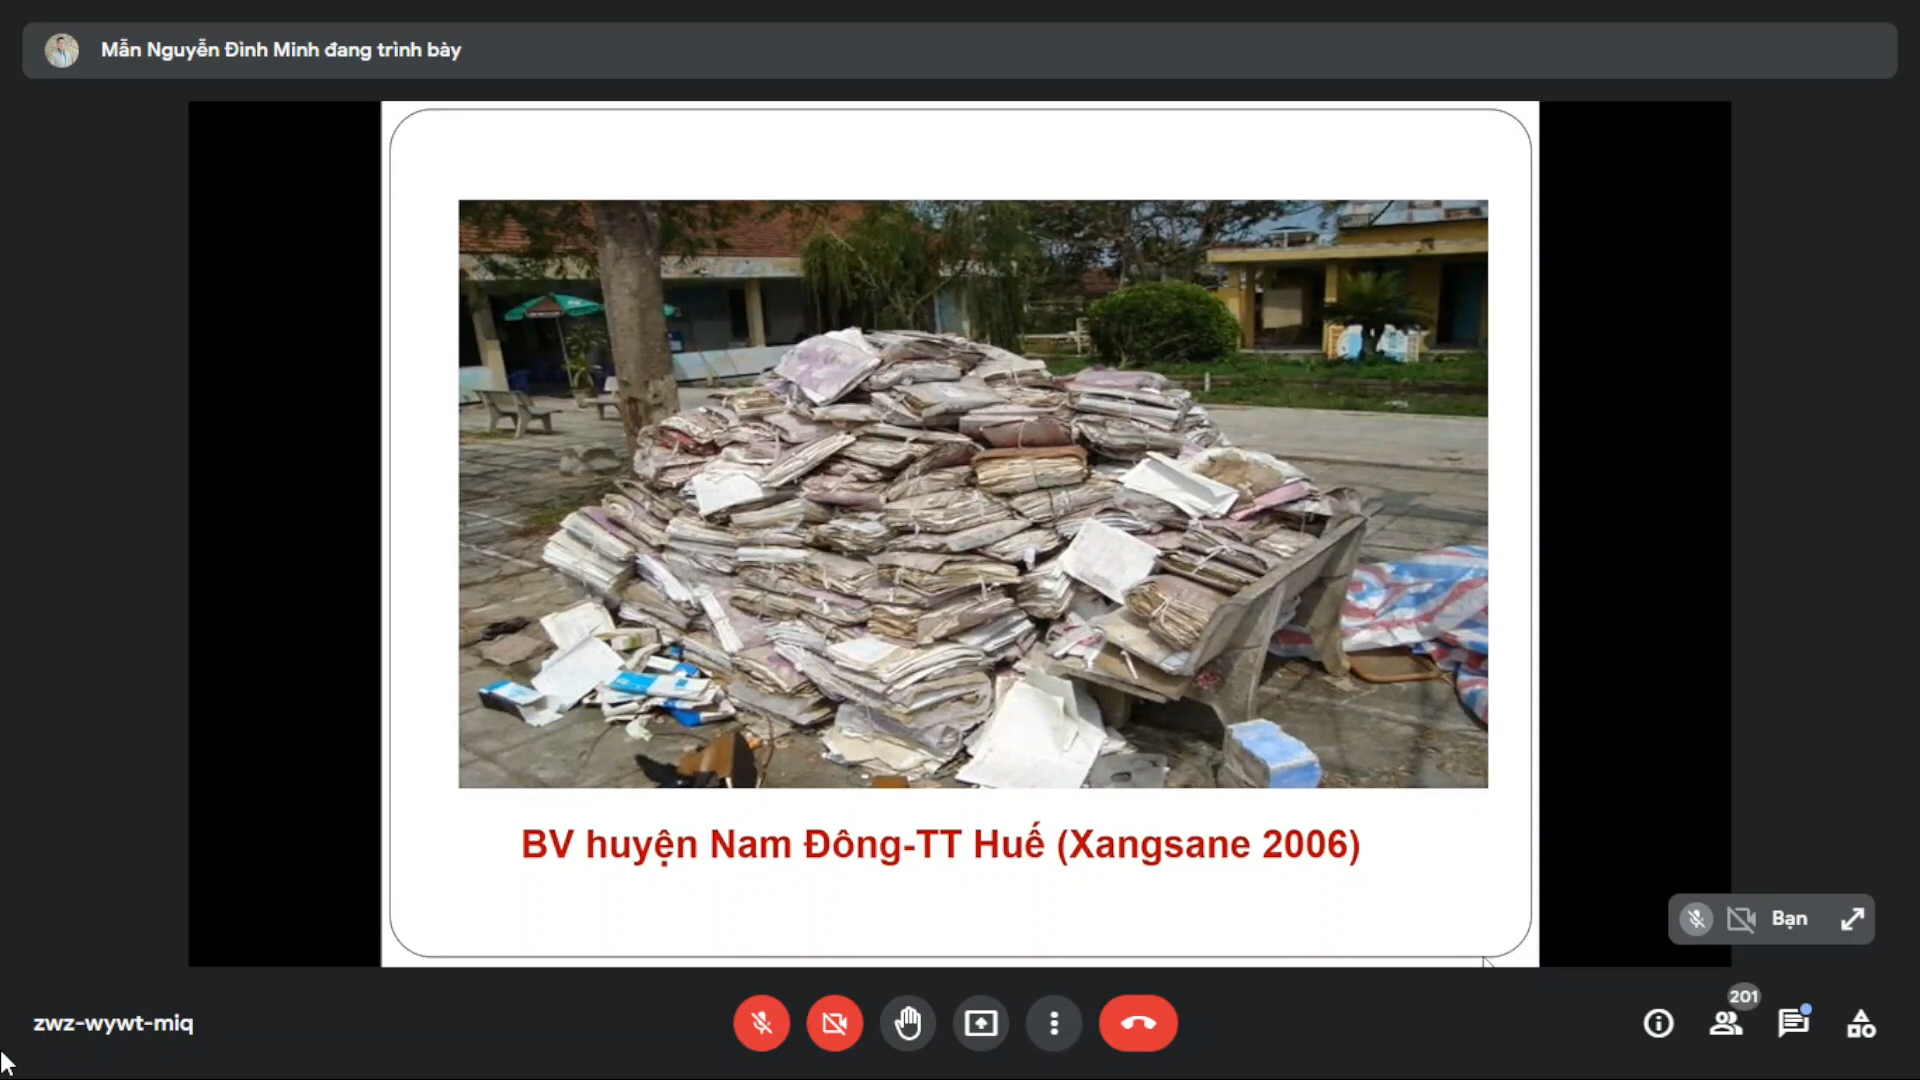 Mẫn Nguyễn Đình Minh đang trình bày
BV huyện Nam Đông-TT Huế (Xangsane 2006)
Bạn
201
zwz-wywt-miq